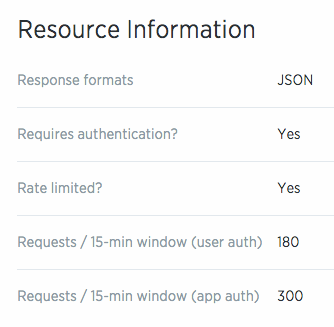 Resource Information
Response formats JSON
Requires authentication? Yes
Rate limited? Yes
Requests / 15-min window (user auth) 180
Requests / 15-min window (app auth) 300